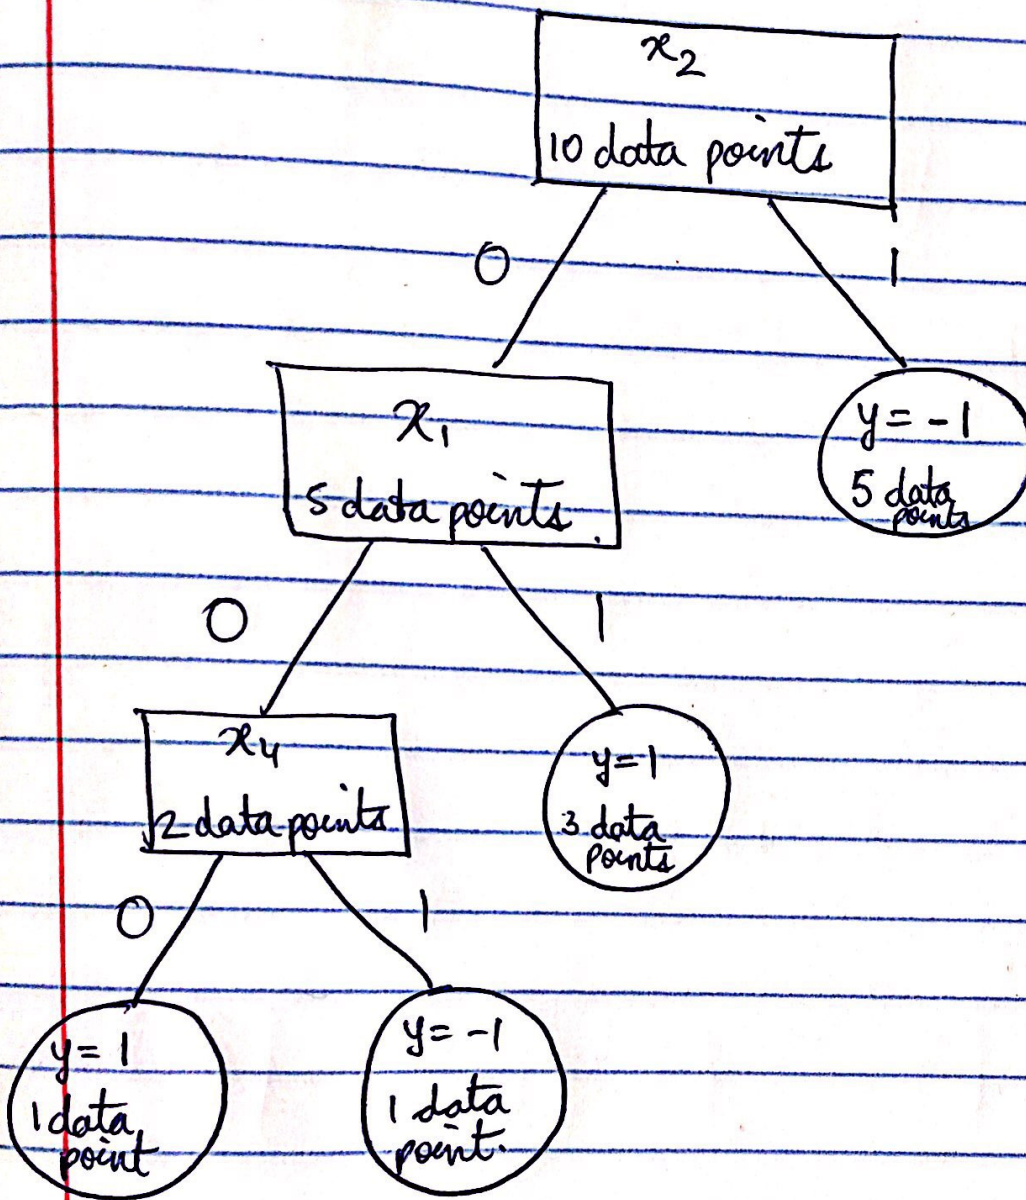 x₂
10 data points
0
1
x₁
5 data points.
y = -1
5 data
points
0
1
x₄
2 data points
y=1
3 data
points
0
1
y = 1
1 data
point
y = -1
1 data
point.